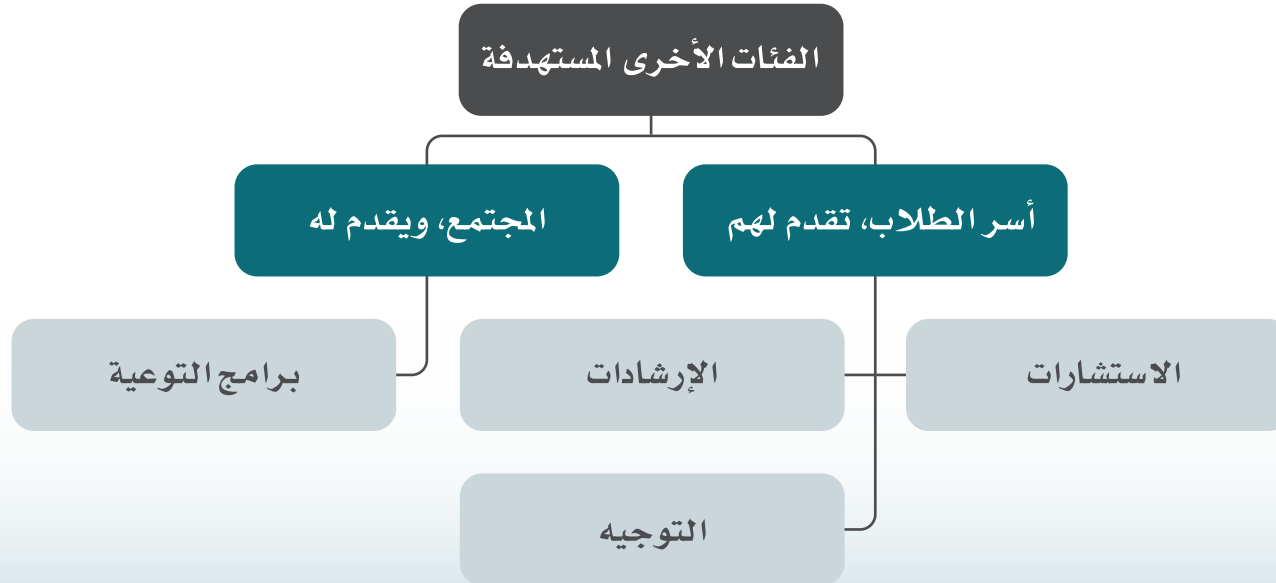 الفئات الأخرى المستهدفة
أسر الطلاب، تقدم لهم
المجتمع، ويقدم له
الاستشارات
الإرشادات
برامج التوعية
التوجيه